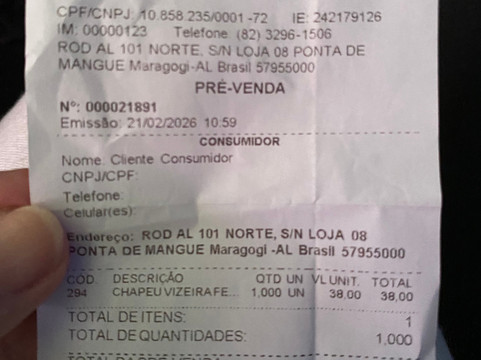 CPF/CNPJ: 10.858.235/0001-72 IE: 242179126
IM: 00000123 Telefone: (82) 3296-1506
ROD AL 101 NORTE, S/N LOJA 08 PONTA DE
MANGUE Maragogi-AL Brasil 57955000
PRÉ-VENDA
Nº: 000021891
Emissão: 21/02/2026 10:59
CONSUMIDOR
Nome: Cliente Consumidor
CNPJ/CPF:
Telefone:
Celular(es):
Endereço: ROD AL 101 NORTE, S/N LOJA 08
PONTA DE MANGUE Maragogi -AL Brasil 57955000
CÓD. DESCRIÇÃO QTD UN VL.UNIT. TOTAL
294 CHAPEU VIZEIRA FE... 1,000 UN 38,00 38,00
TOTAL DE ITENS: 1
TOTAL DE QUANTIDADES: 1,000